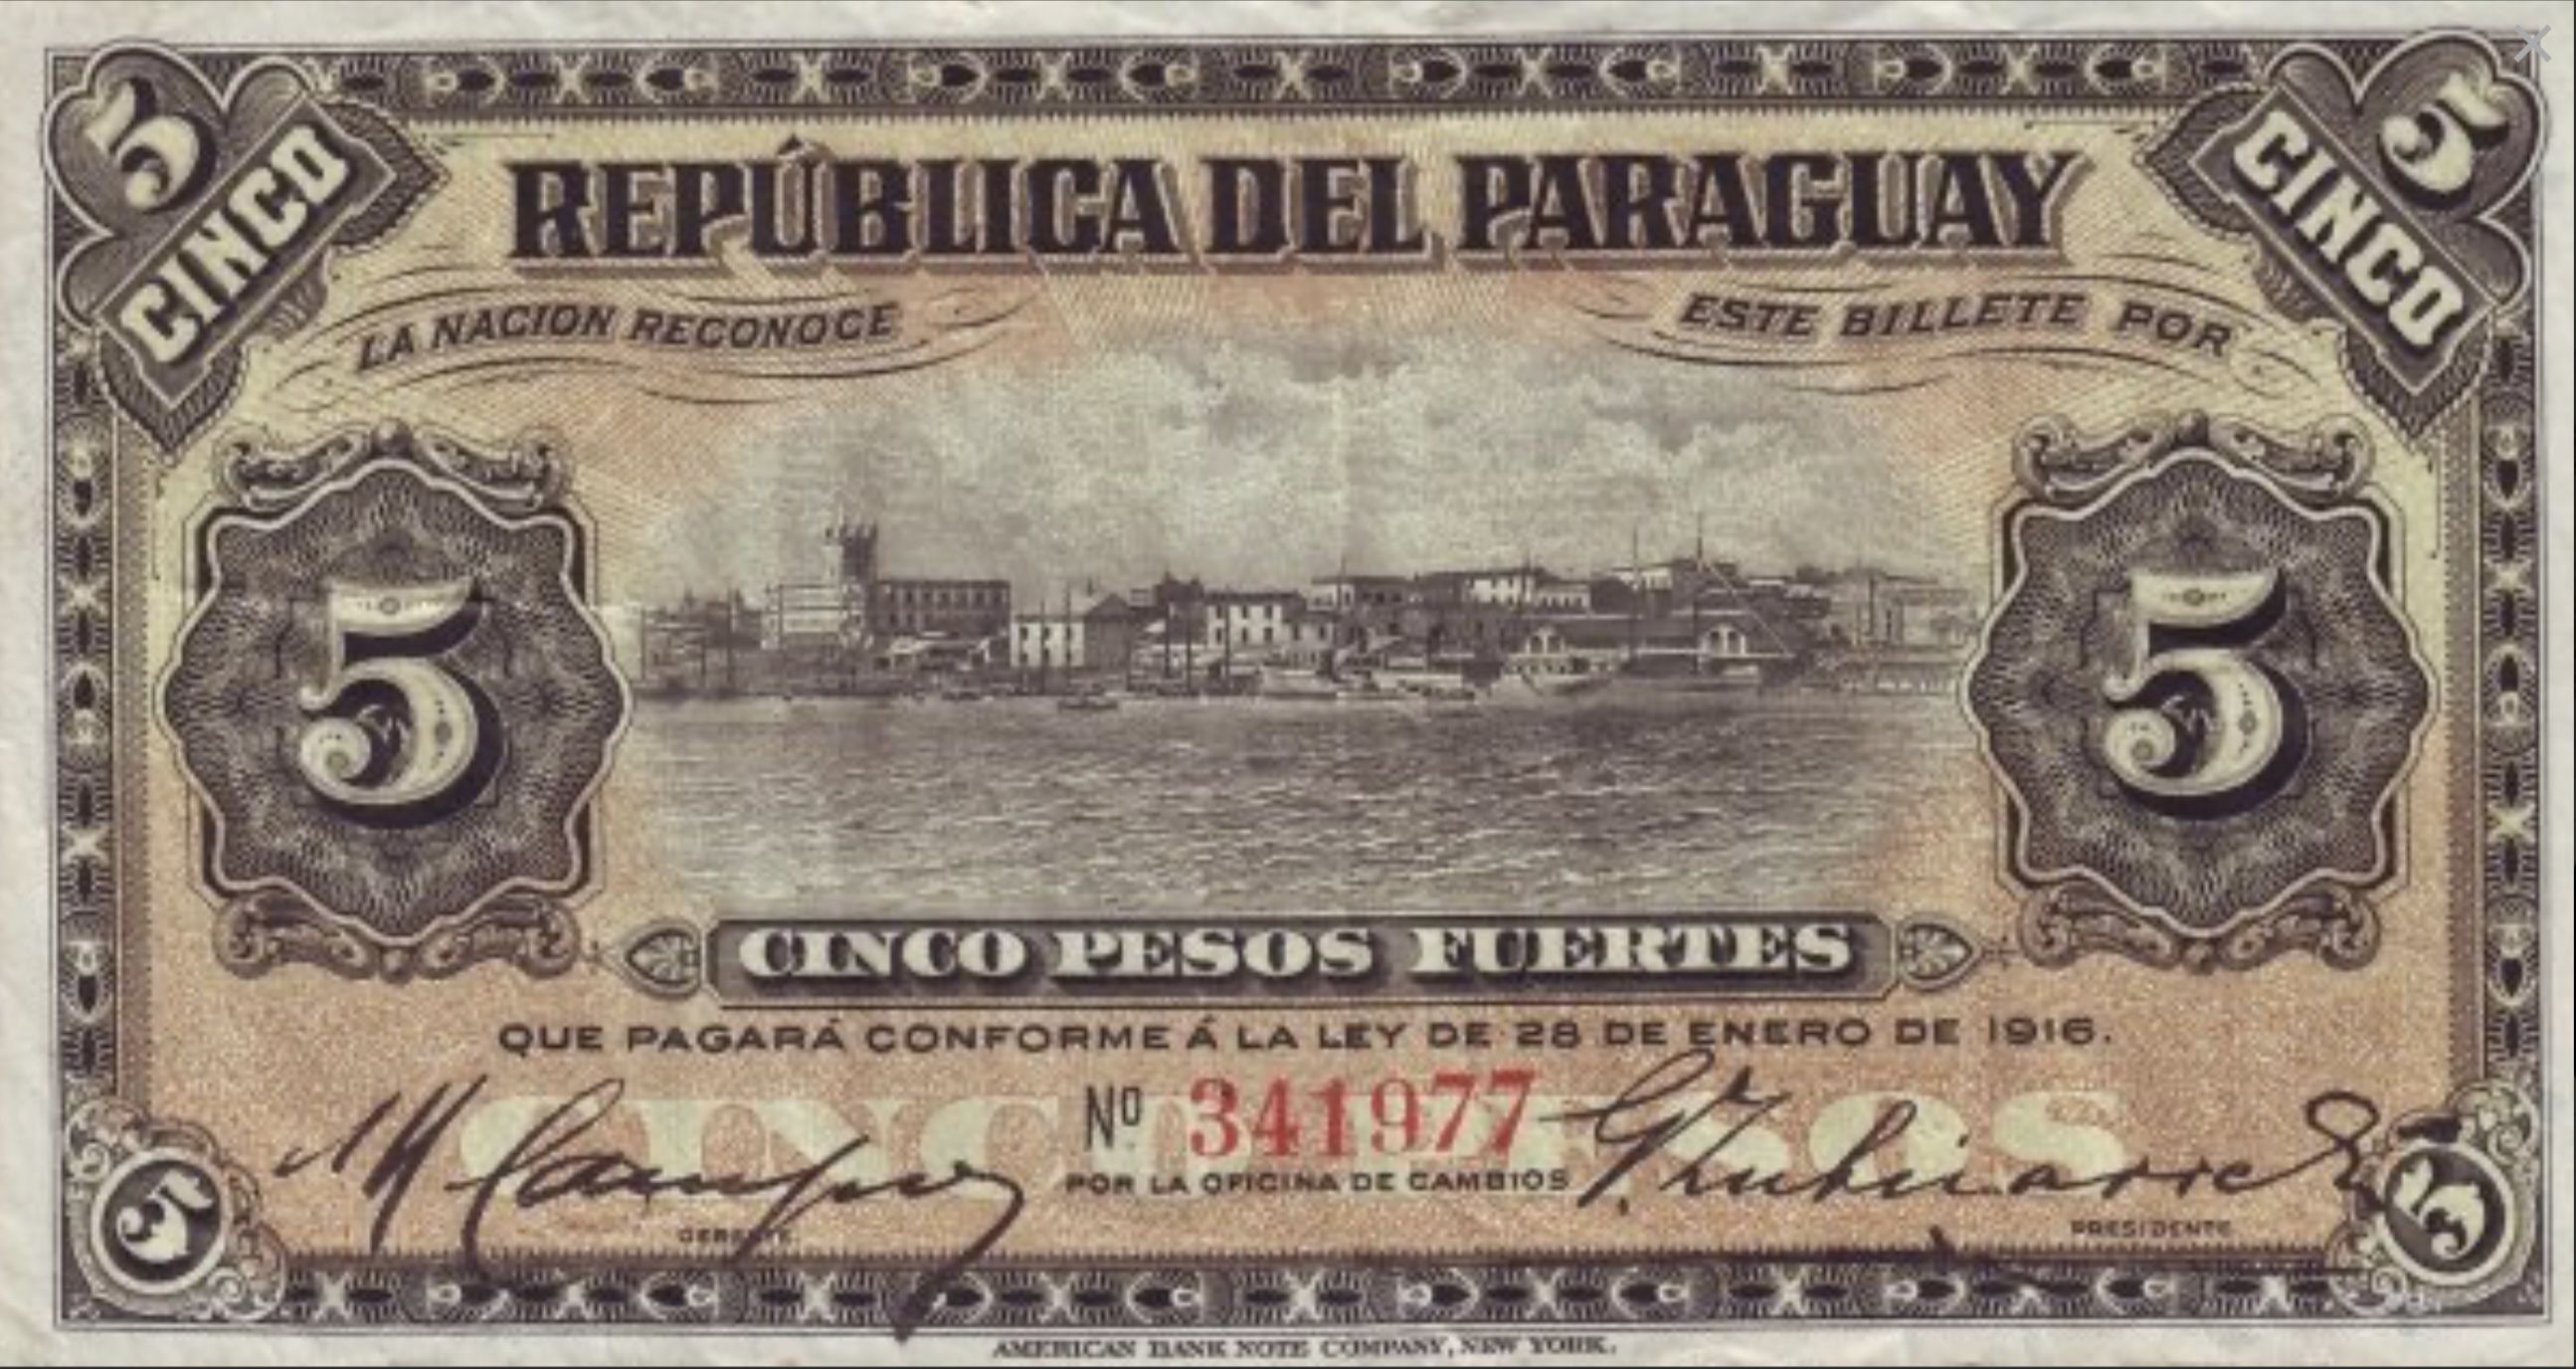 5 5
CINCO CINCO
REPÚBLICA DEL PARAGUAY
LA NACION RECONOCE ESTE BILLETE POR
5 5
CINCO PESOS FUERTES
QUE PAGARÁ CONFORME Á LA LEY DE 28 DE ENERO DE 1916.
Nº 341977
CINCO PESOS
POR LA OFICINA DE CAMBIOS
GERENTE. PRESIDENTE
5 5
AMERICAN BANK NOTE COMPANY, NEW YORK.